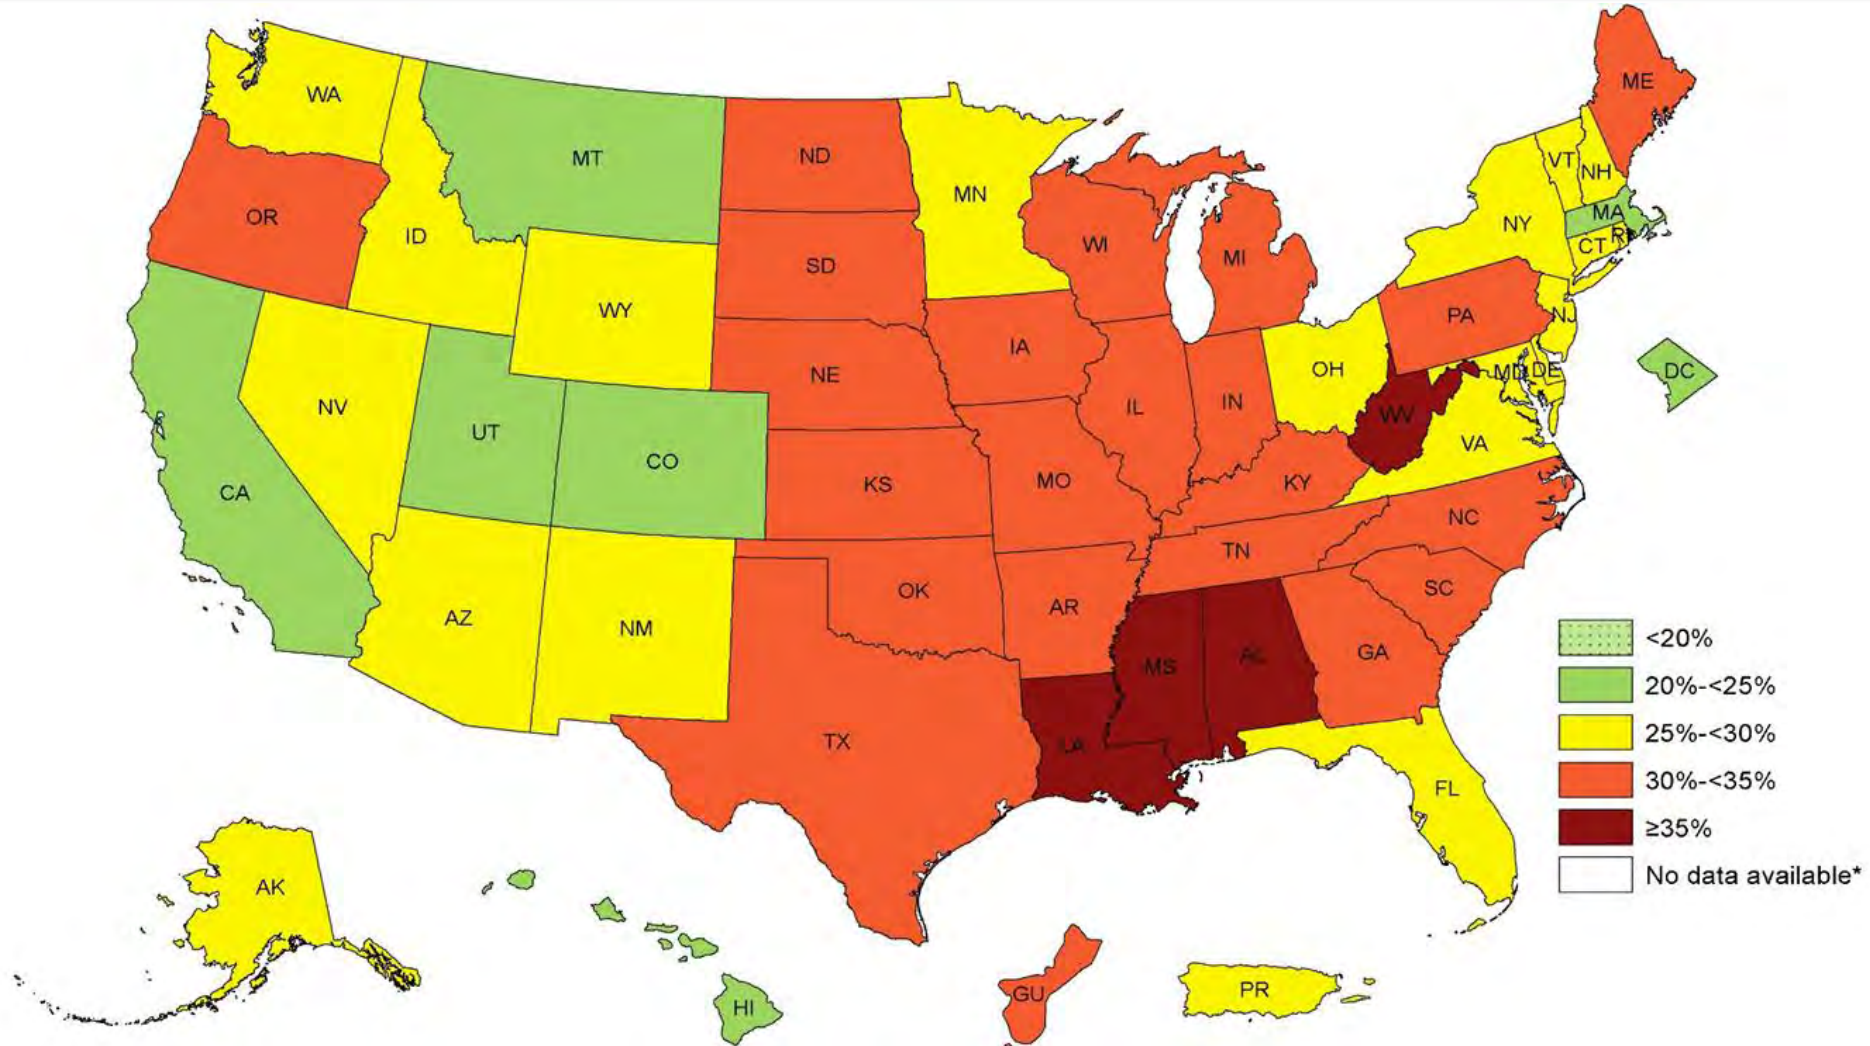 ME
WA
MT
ND
VT
NH
MN
OR
MA
NY
ID
WI
CT
RI
MI
SD
WY
PA
NJ
IA
OH
MD
DE
DC
NE
NV
IL
IN
WV
UT
VA
CO
KS
MO
KY
CA
NC
TN
OK
SC
AR
AZ
NM
GA
MS
AL
<20%
20%-<25%
25%-<30%
TX
LA
30%-<35%
FL
≥35%
AK
No data available*
HI
GU
PR